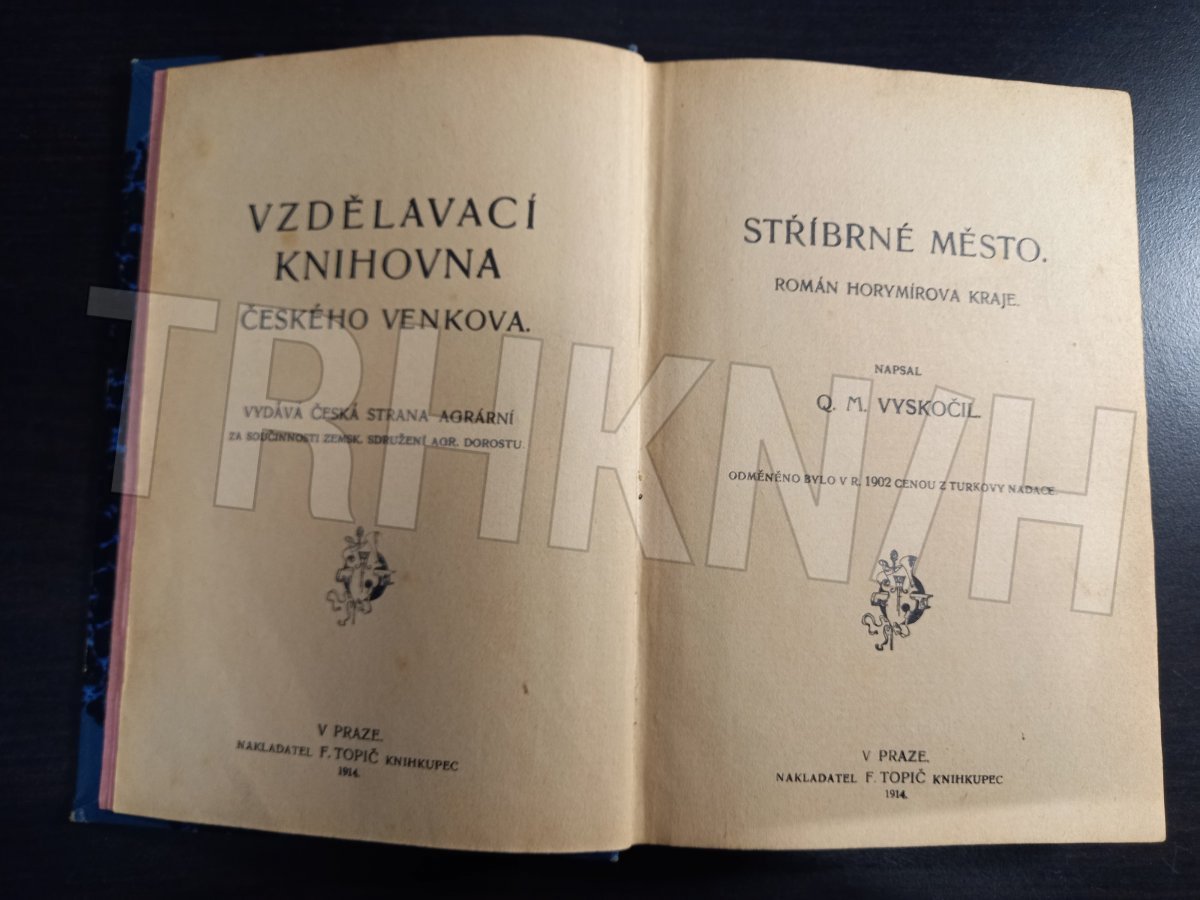 VZDĚLAVACÍ
KNIHOVNA
ČESKÉHO VENKOVA.
VYDÁVA ČESKÁ STRANA AGRÁRNÍ
ZA SOUČINNOSTI ZEMSK. SDRUŽENÍ AGR. DOROSTU.
V PRAZE.
NAKLADATEL F. TOPIČ KNIHKUPEC
1914.
STŘÍBRNÉ MĚSTO.
ROMÁN HORYMÍROVA KRAJE.
NAPSAL
Q. M. VYSKOČIL.
ODMĚNĚNO BYLO V R. 1902 CENOU Z TURKOVY NADACE
V PRAZE.
NAKLADATEL F. TOPIČ KNIHKUPEC
1914.
TRHKNIH